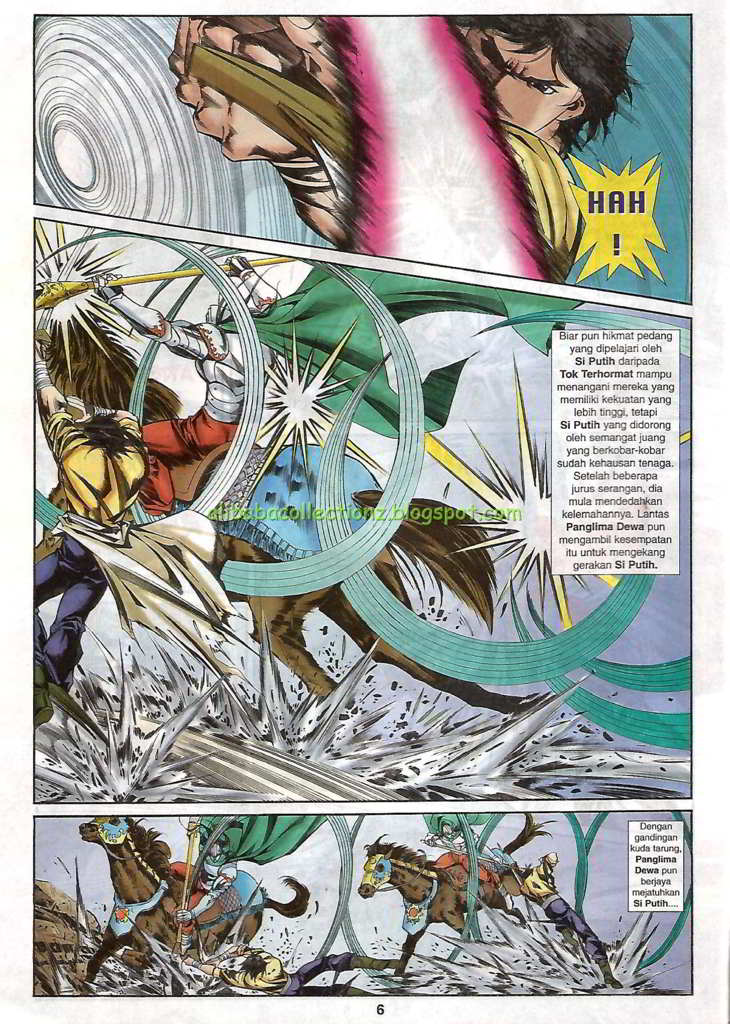 HAH
!
Biar pun hikmat pedang
yang dipelajari oleh
Si Putih daripada
Tok Terhormat mampu
menangani mereka yang
memiliki kekuatan yang
lebih tinggi, tetapi
Si Putih yang didorong
oleh semangat juang
yang berkobar-kobar
sudah kehausan tenaga.
Setelah beberapa
jurus serangan, dia
mula mendedahkan
kelemahannya. Lantas
Panglima Dewa pun
mengambil kesempatan
itu untuk mengekang
gerakan Si Putih.
alibabacollectionz.blogspot.com
Dengan
gandingan
kuda tarung,
Panglima
Dewa pun
berjaya
mejatuhkan
Si Putih....
6